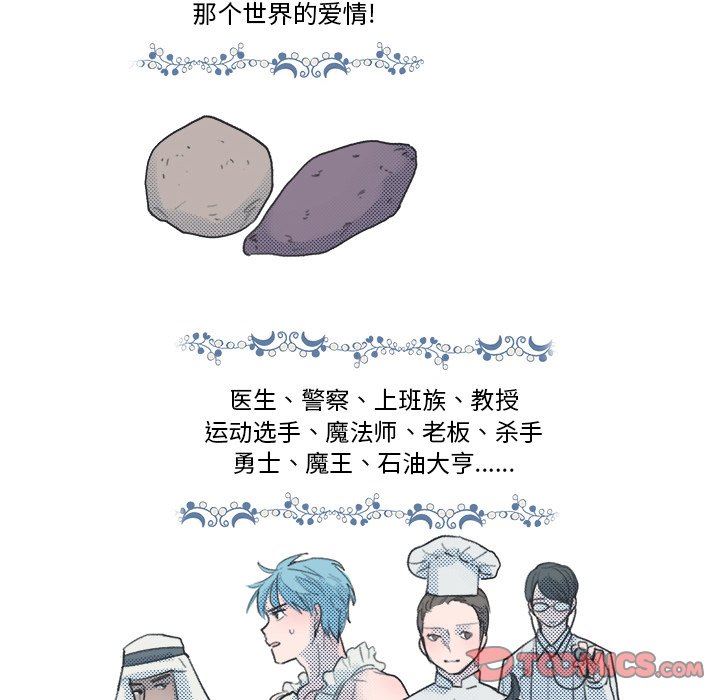 那个世界的爱情!
医生、警察、上班族、教授
运动选手、魔法师、老板、杀手
勇士、魔王、石油大亨......
TOOMICS.COM